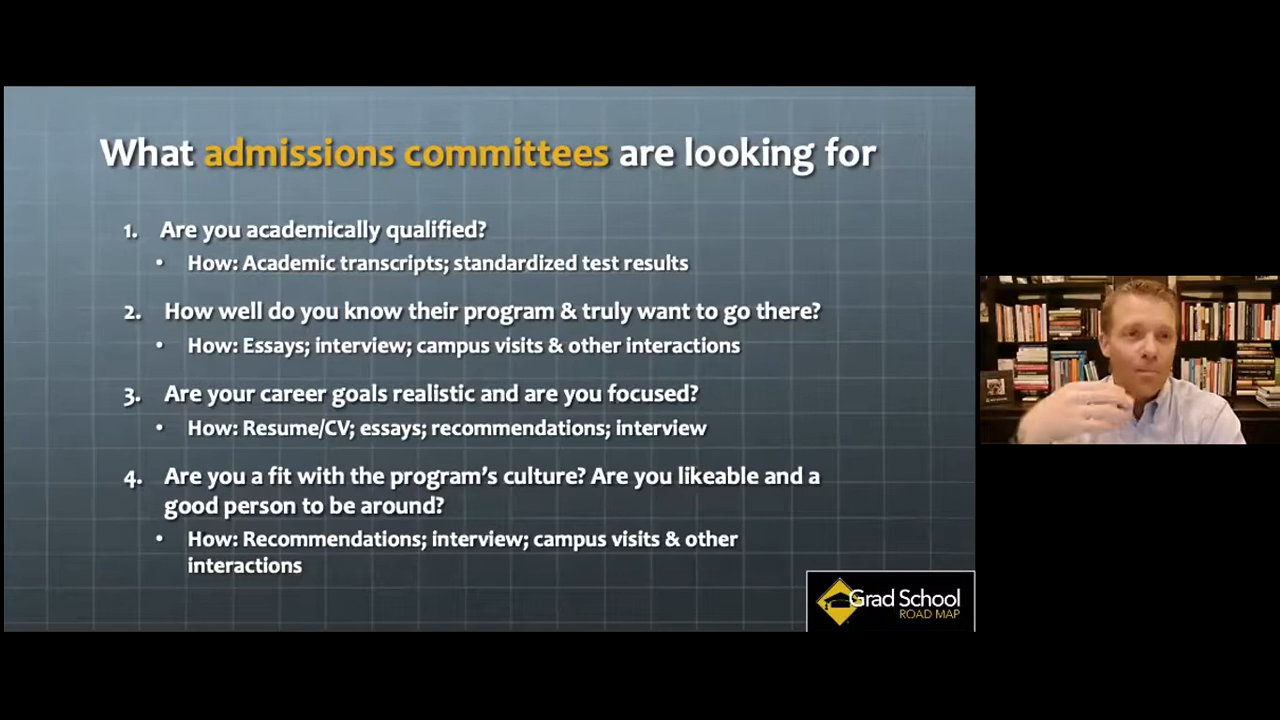 What admissions committees are looking for
1. Are you academically qualified?
• How: Academic transcripts; standardized test results
2. How well do you know their program & truly want to go there?
• How: Essays; interview; campus visits & other interactions
3. Are your career goals realistic and are you focused?
• How: Resume/CV; essays; recommendations; interview
4. Are you a fit with the program's culture? Are you likeable and a
good person to be around?
• How: Recommendations; interview; campus visits & other
interactions
Grad School
ROAD MAP